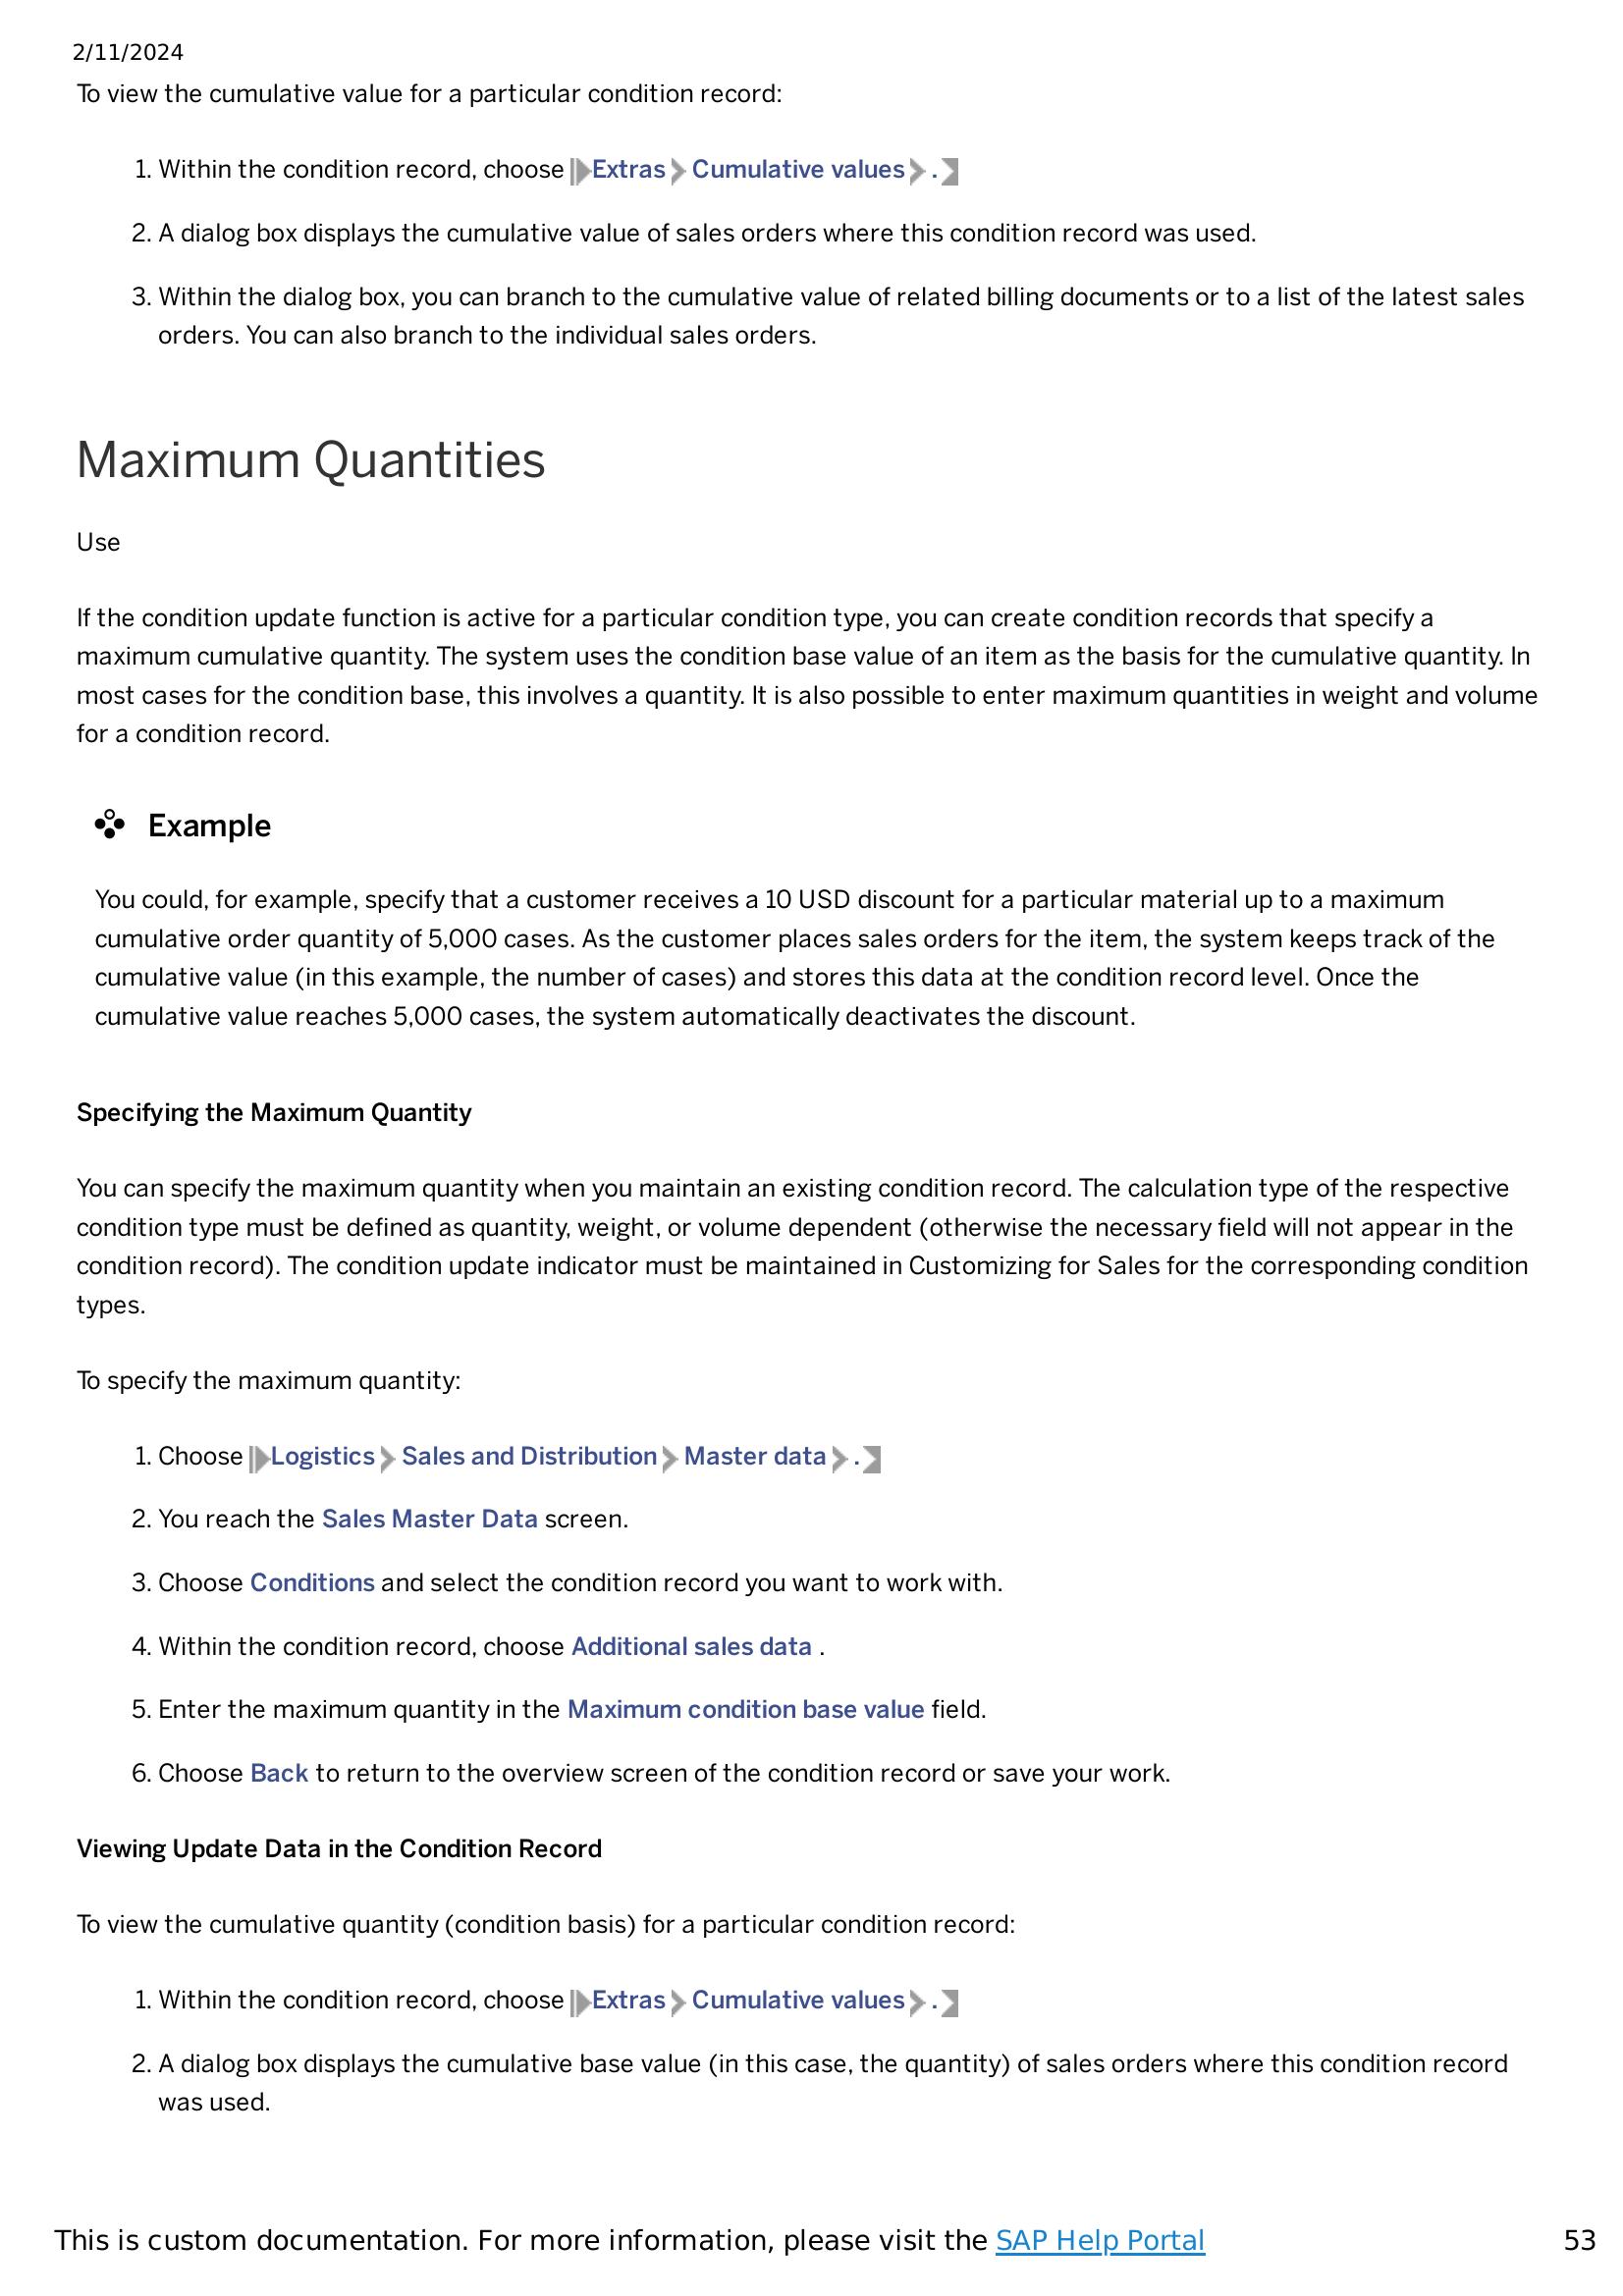 2/11/2024
To view the cumulative value for a particular condition record:
1. Within the condition record, choose Extras Cumulative values .
2. A dialog box displays the cumulative value of sales orders where this condition record was used.
3. Within the dialog box, you can branch to the cumulative value of related billing documents or to a list of the latest sales
orders. You can also branch to the individual sales orders.
Maximum Quantities
Use
If the condition update function is active for a particular condition type, you can create condition records that specify a
maximum cumulative quantity. The system uses the condition base value of an item as the basis for the cumulative quantity. In
most cases for the condition base, this involves a quantity. It is also possible to enter maximum quantities in weight and volume
for a condition record.
Example
You could, for example, specify that a customer receives a 10 USD discount for a particular material up to a maximum
cumulative order quantity of 5,000 cases. As the customer places sales orders for the item, the system keeps track of the
cumulative value (in this example, the number of cases) and stores this data at the condition record level. Once the
cumulative value reaches 5,000 cases, the system automatically deactivates the discount.
Specifying the Maximum Quantity
You can specify the maximum quantity when you maintain an existing condition record. The calculation type of the respective
condition type must be defined as quantity, weight, or volume dependent (otherwise the necessary field will not appear in the
condition record). The condition update indicator must be maintained in Customizing for Sales for the corresponding condition
types.
To specify the maximum quantity:
1. Choose Logistics Sales and Distribution Master data .
2. You reach the Sales Master Data screen.
3. Choose Conditions and select the condition record you want to work with.
4. Within the condition record, choose Additional sales data .
5. Enter the maximum quantity in the Maximum condition base value field.
6. Choose Back to return to the overview screen of the condition record or save your work.
Viewing Update Data in the Condition Record
To view the cumulative quantity (condition basis) for a particular condition record:
1. Within the condition record, choose Extras Cumulative values .
2. A dialog box displays the cumulative base value (in this case, the quantity) of sales orders where this condition record
was used.
This is custom documentation. For more information, please visit the SAP Help Portal 53